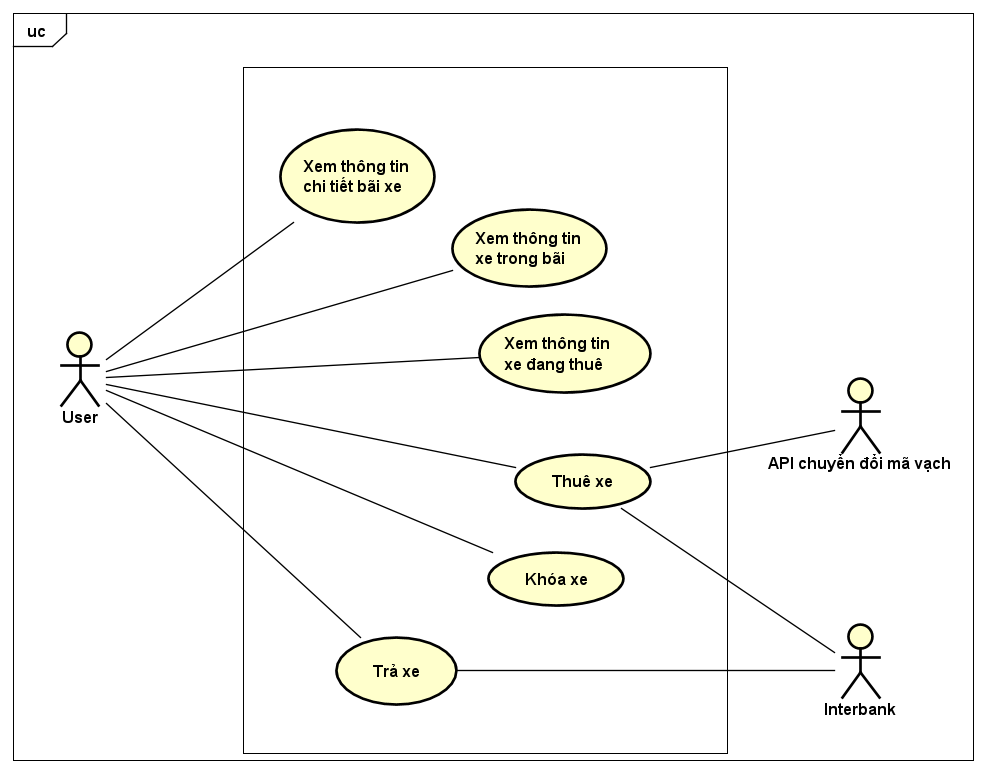 uc
Xem thông tin
chi tiết bãi xe
Xem thông tin
xe trong bãi
Xem thông tin
xe đang thuê
User
API chuyển đổi mã vạch
Thuê xe
Khóa xe
Trả xe
Interbank